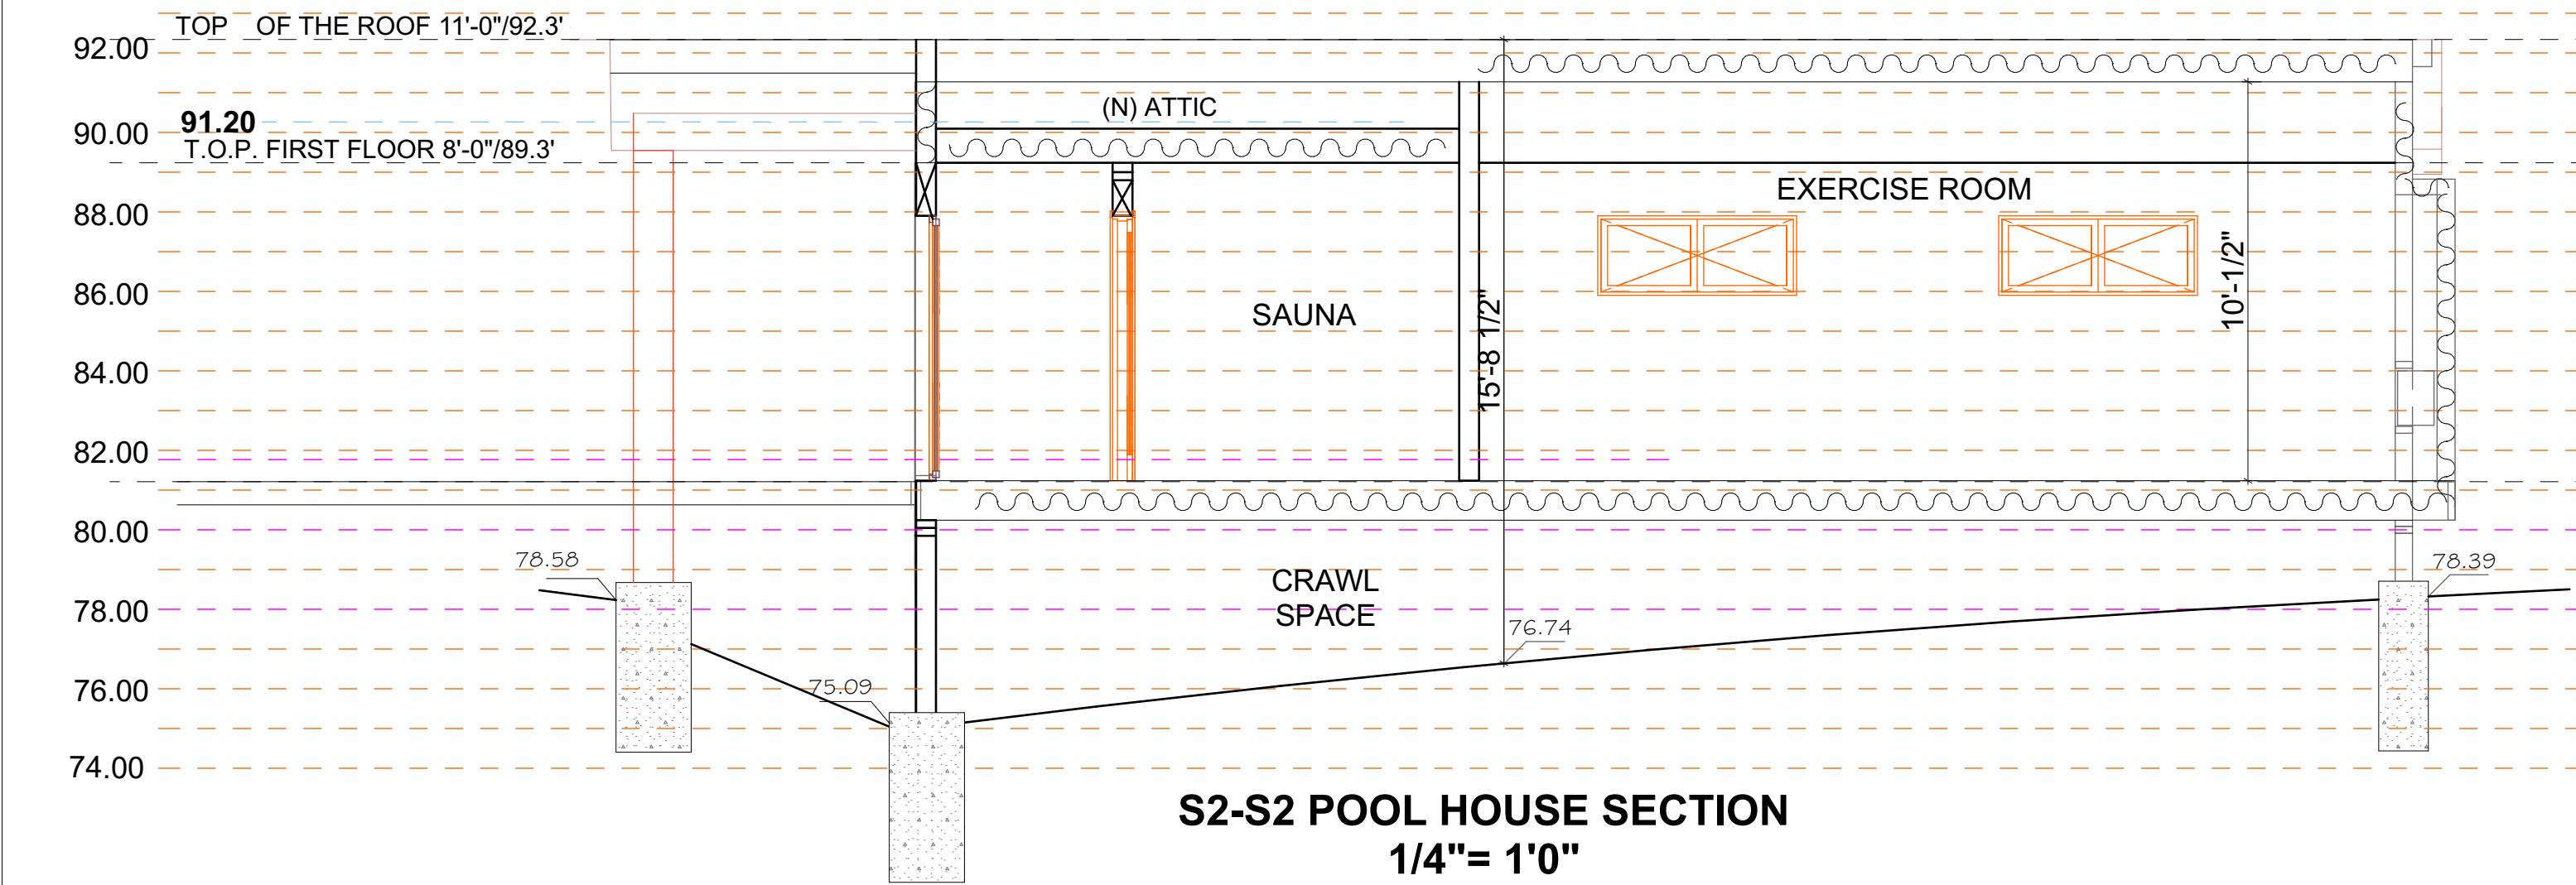 TOP OF THE ROOF 11'-0"/92.3'
92.00
(N) ATTIC
91.20
90.00
T.O.P. FIRST FLOOR 8'-0"/89.3'
88.00
EXERCISE ROOM
86.00
SAUNA
15'-8 1/2"
10'-1/2"
84.00
82.00
80.00
78.58
78.39
CRAWL
SPACE
78.00
76.74
76.00
75.09
74.00
S2-S2 POOL HOUSE SECTION
1/4"= 1'0"